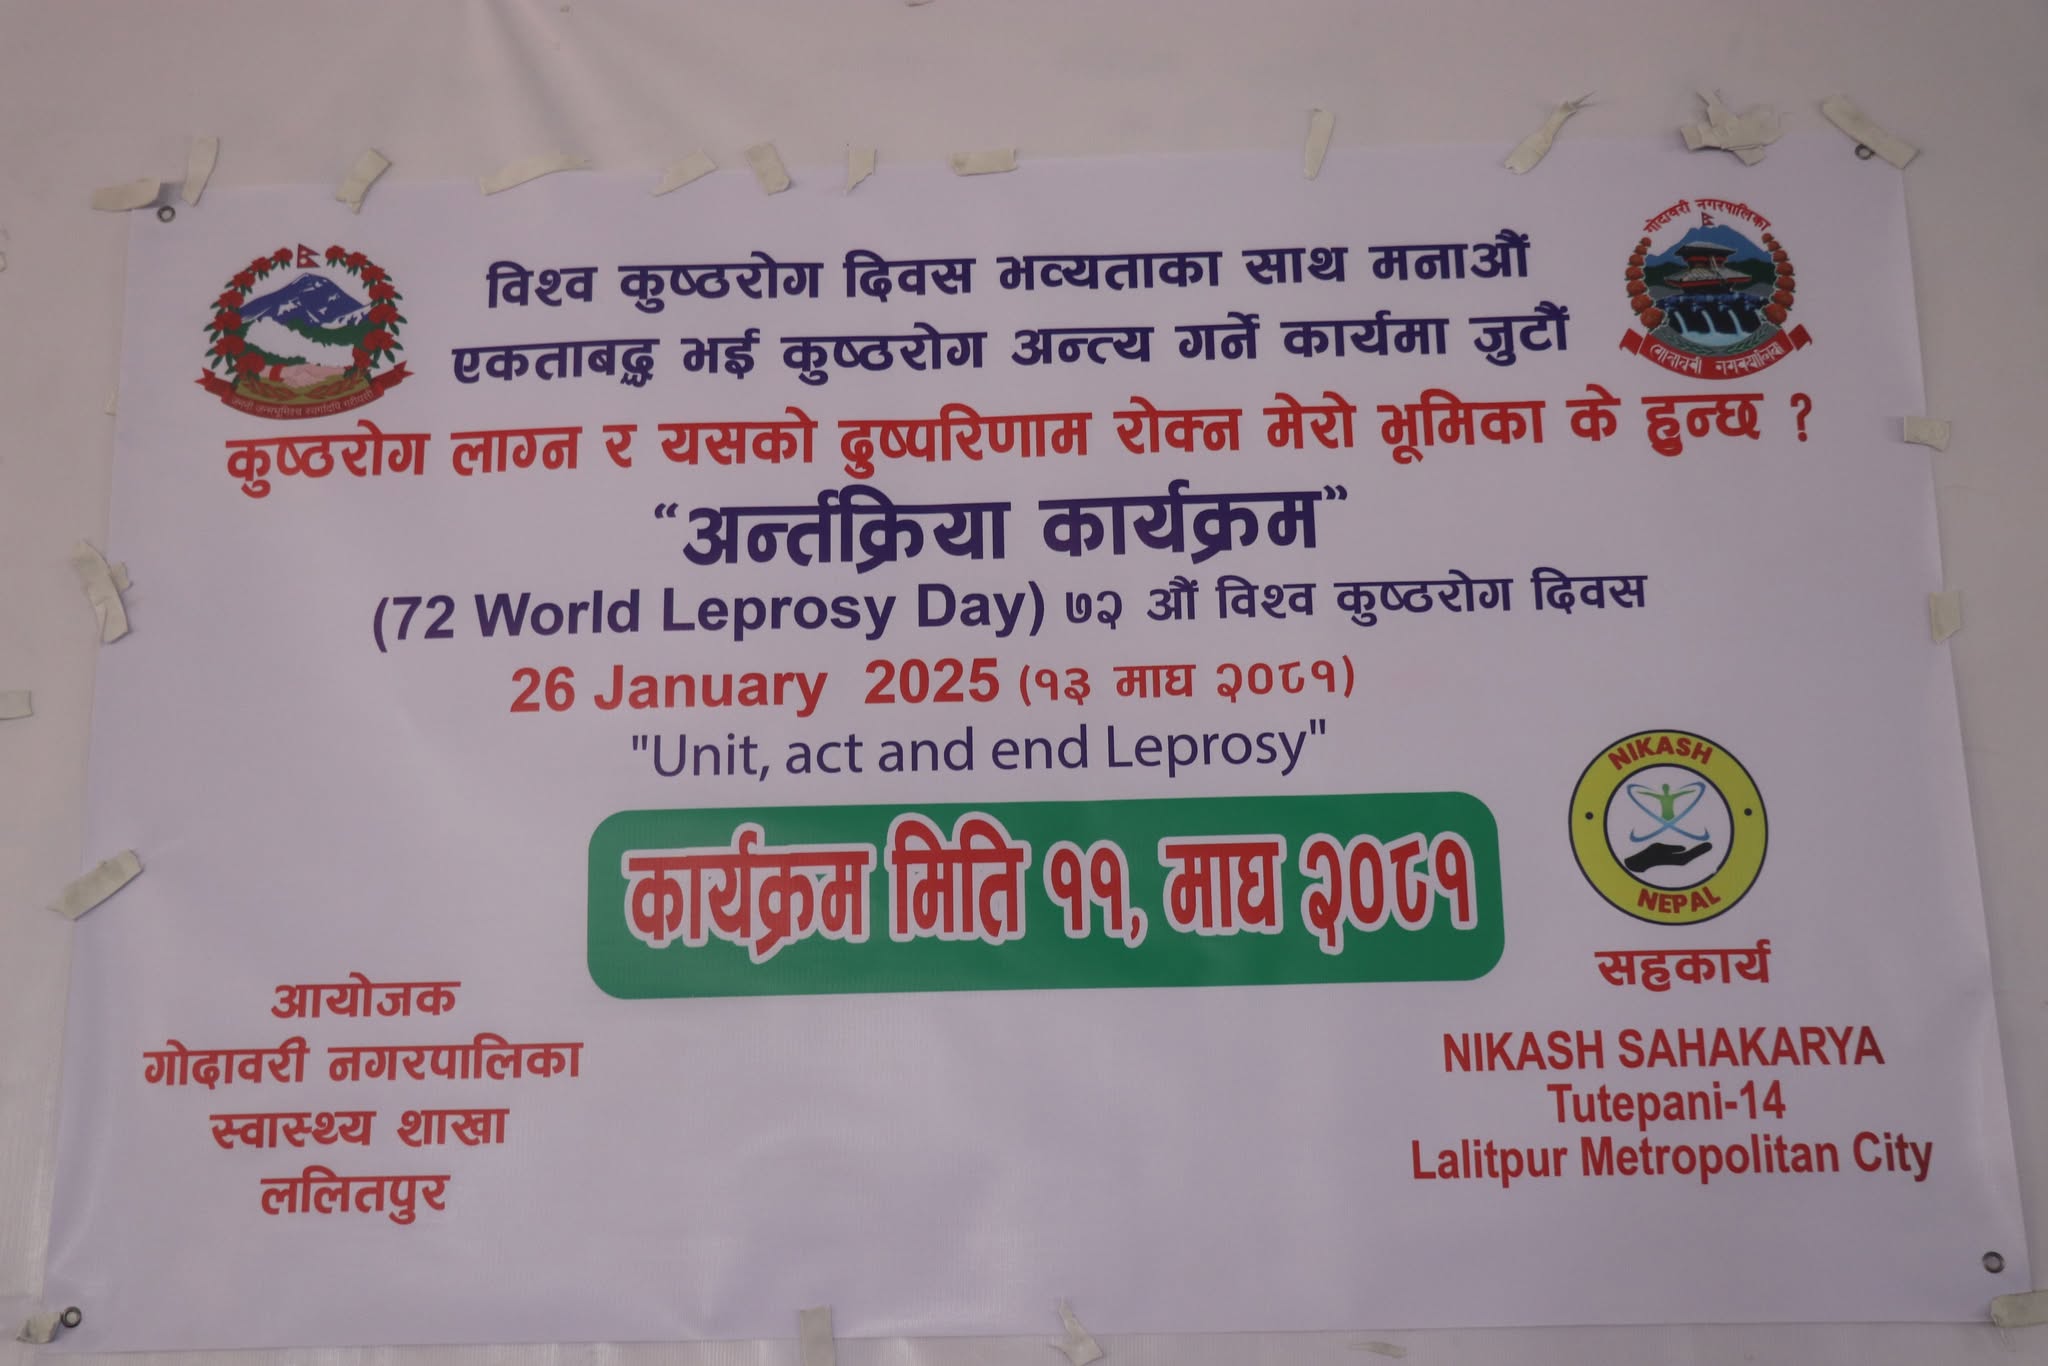 विश्व कुष्ठरोग दिवस भव्यताका साथ मनाऔं
एकताबद्ध भई कुष्ठरोग अन्त्य गर्ने कार्यमा जुटौं
गोदावरी नगरपालिका
कुष्ठरोग लाग्न र यसको दुष्परिणाम रोक्न मेरो भूमिका के हुन्छ ?
“अर्न्तक्रिया कार्यक्रम”
(72 World Leprosy Day) ७२ औं विश्व कुष्ठरोग दिवस
26 January 2025 (१३ माघ २०८१)
"Unit, act and end Leprosy"
कार्यक्रम मिति ११, माघ २०८१
NIKASH
NEPAL
सहकार्य
NIKASH SAHAKARYA
Tutepani-14
Lalitpur Metropolitan City
आयोजक
गोदावरी नगरपालिका
स्वास्थ्य शाखा
ललितपुर